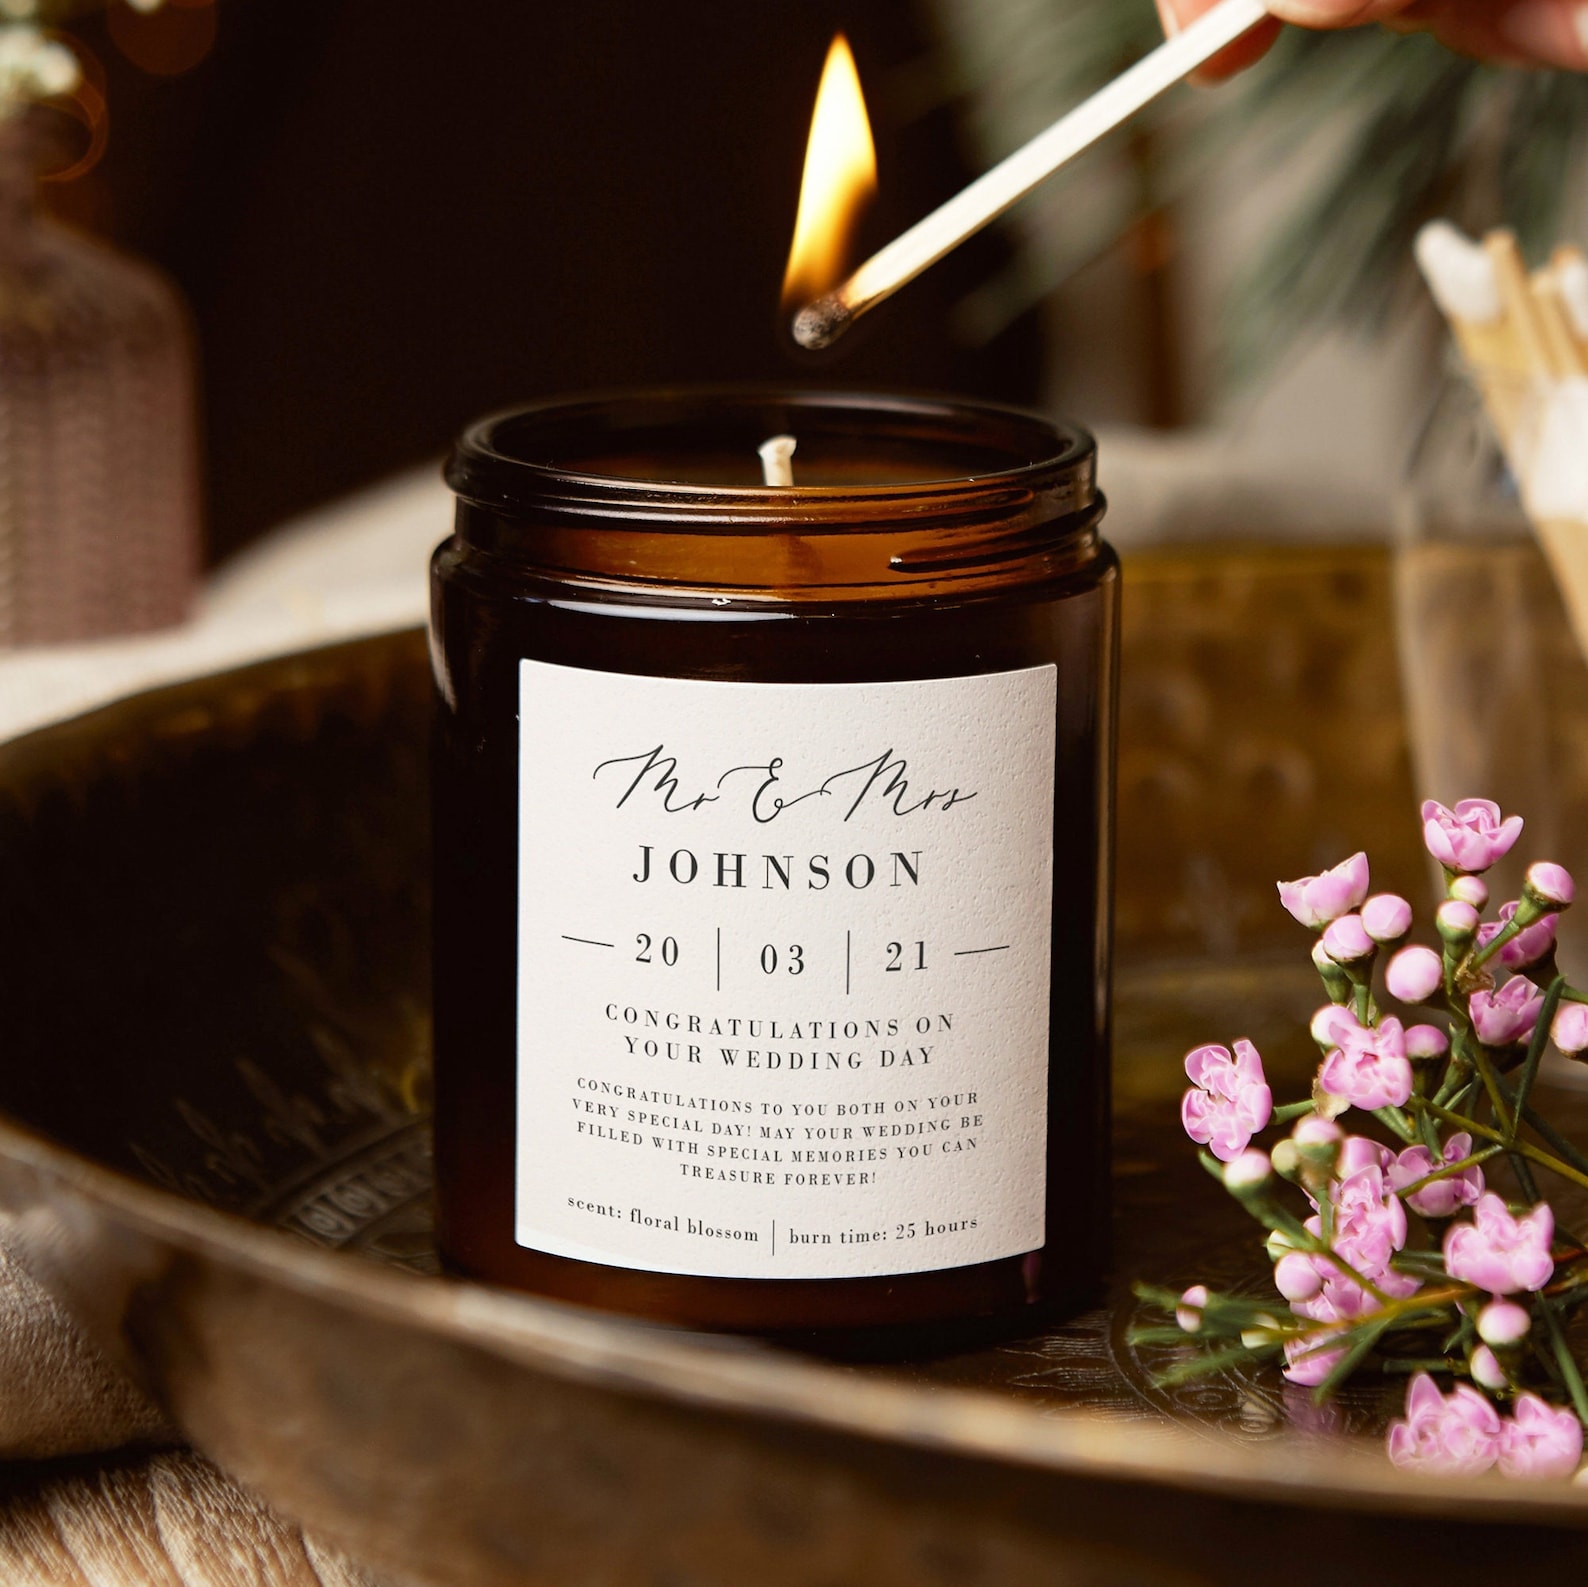 Mr & Mrs
JOHNSON
20 | 03 | 21
CONGRATULATIONS ON
YOUR WEDDING DAY
CONGRATULATIONS TO YOU BOTH ON YOUR
VERY SPECIAL DAY! MAY YOUR WEDDING BE
FILLED WITH SPECIAL MEMORIES YOU CAN
TREASURE FOREVER!
scent: floral blossom | burn time: 25 hours